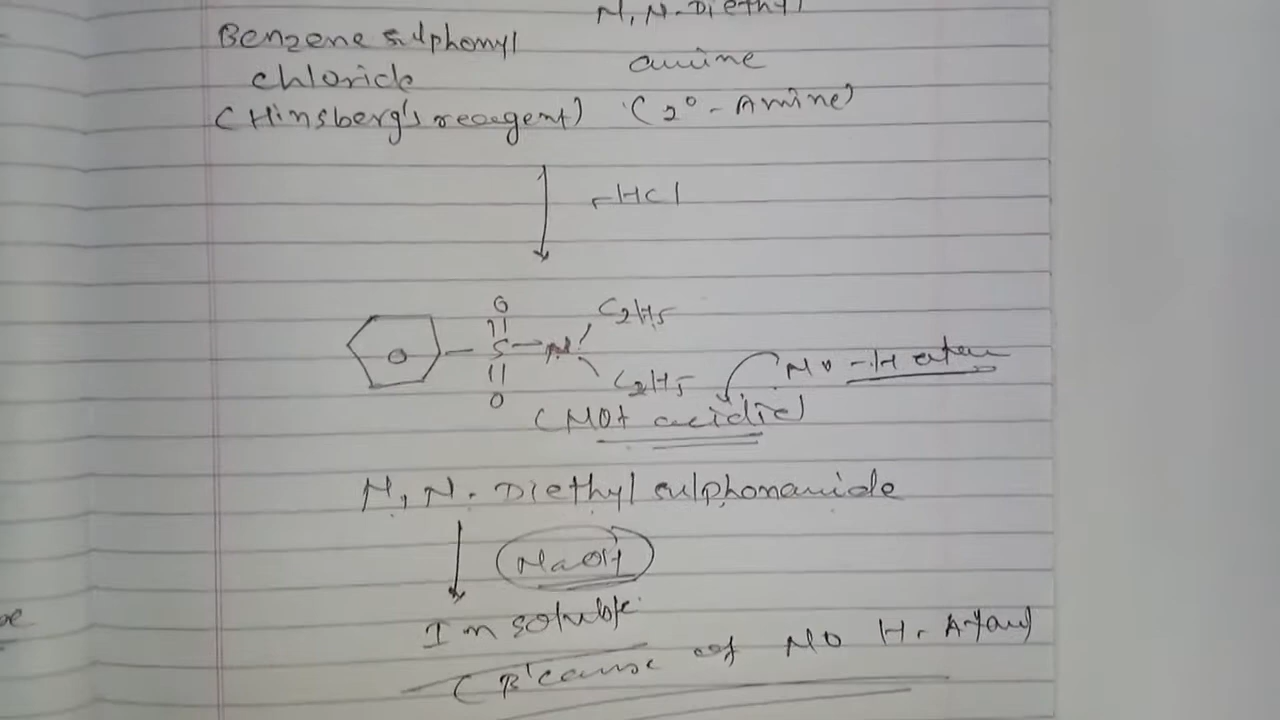 N, N. Diethyl
Benzene sulphonyl
amine
chloride
(Hinsberg's reagent) (2° - Amine)
-HCl
O
C2H5
S - N
No -H atom
O
C2H5
(Not acidic)
N, N. Diethyl sulphonamide
NaOH
Insoluble
(B'cause of NO H. Atom)